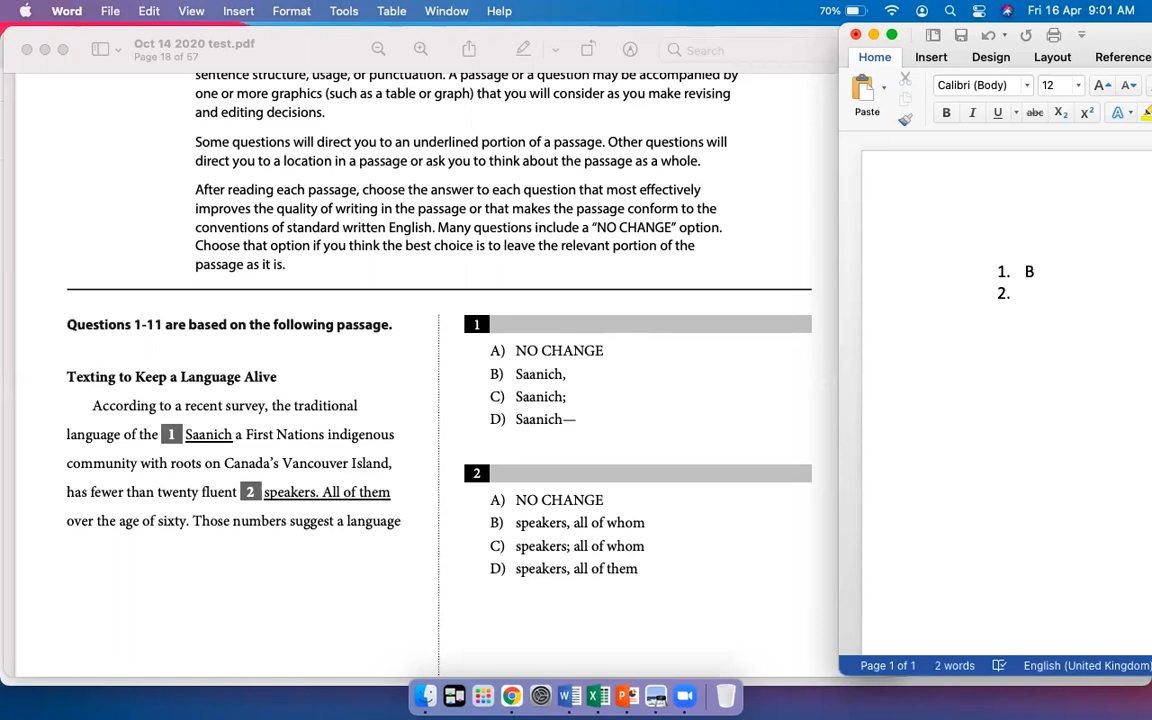 Word File Edit View Insert Format Tools Table Window Help 70% Fri 16 Apr 9:01 AM
Oct 14 2020 test.pdf
Page 18 of 57
Search
sentence structure, usage, or punctuation. A passage or a question may be accompanied by
one or more graphics (such as a table or graph) that you will consider as you make revising
and editing decisions.
Some questions will direct you to an underlined portion of a passage. Other questions will
direct you to a location in a passage or ask you to think about the passage as a whole.
After reading each passage, choose the answer to each question that most effectively
improves the quality of writing in the passage or that makes the passage conform to the
conventions of standard written English. Many questions include a “NO CHANGE” option.
Choose that option if you think the best choice is to leave the relevant portion of the
passage as it is.
Questions 1-11 are based on the following passage.
Texting to Keep a Language Alive
According to a recent survey, the traditional
language of the 1 Saanich a First Nations indigenous
community with roots on Canada’s Vancouver Island,
has fewer than twenty fluent 2 speakers. All of them
over the age of sixty. Those numbers suggest a language
1
A) NO CHANGE
B) Saanich,
C) Saanich;
D) Saanich—
2
A) NO CHANGE
B) speakers, all of whom
C) speakers; all of whom
D) speakers, all of them
Home Insert Design Layout Reference
Paste
Calibri (Body) 12 A A
B I U abc X2 X2 A
1. B
2.
Page 1 of 1 2 words English (United Kingdom)